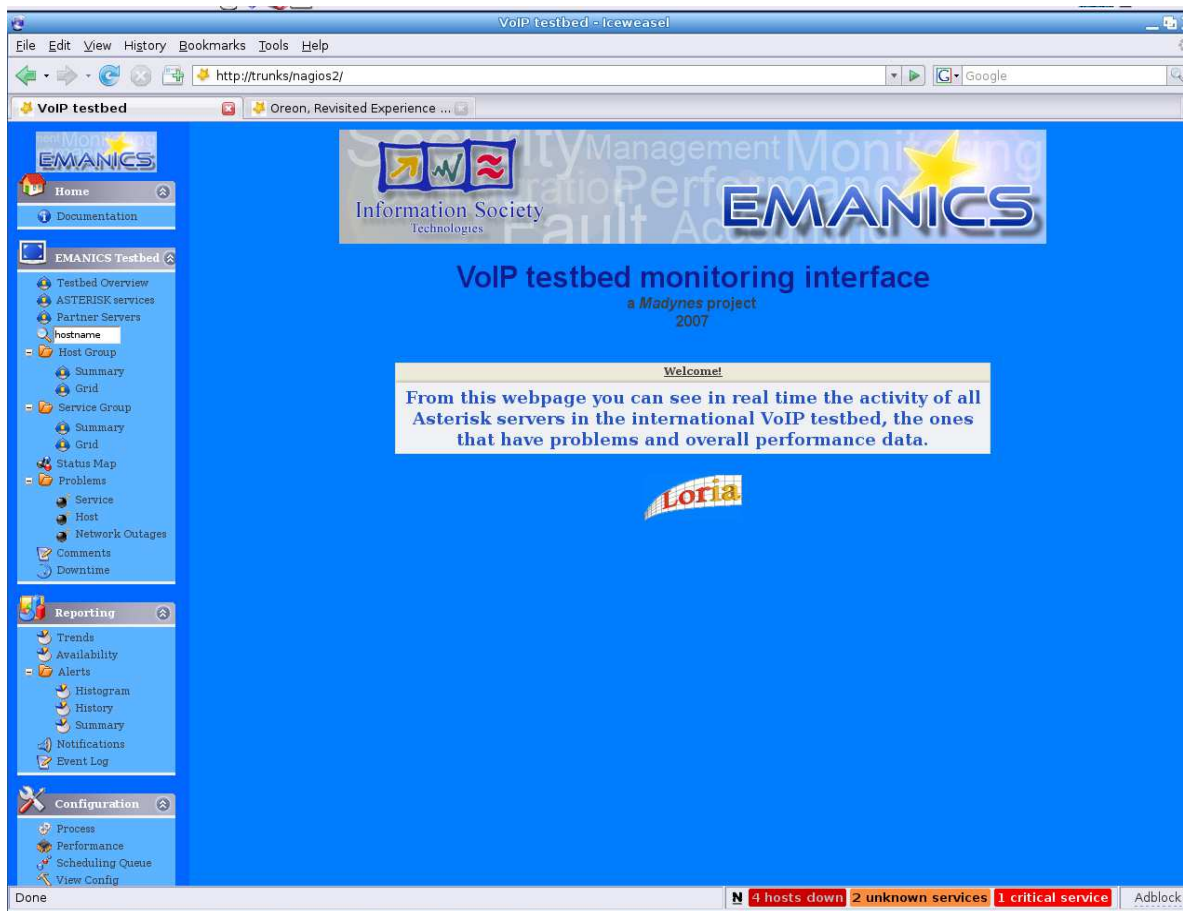 VoIP testbed - Iceweasel
File Edit View History Bookmarks Tools Help
http://trunks/nagios2/
G Google
VoIP testbed
Oreon, Revisited Experience ...
Monitoring
EMANICS
Home
Documentation
EMANICS Testbed
Testbed Overview
ASTERISK services
Partner Servers
hostname
Host Group
Summary
Grid
Service Group
Summary
Grid
Status Map
Problems
Service
Host
Network Outages
Comments
Downtime
Reporting
Trends
Availability
Alerts
Histogram
History
Summary
Notifications
Event Log
Configuration
Process
Performance
Scheduling Queue
View Config
Security Management Monitoring
Performance
Fault
Information Society
Technologies
EMANICS
VoIP testbed monitoring interface
a Madynes project
2007
Welcome!
From this webpage you can see in real time the activity of all
Asterisk servers in the international VoIP testbed, the ones
that have problems and overall performance data.
Loria
Done
N 4 hosts down 2 unknown services 1 critical service Adblock